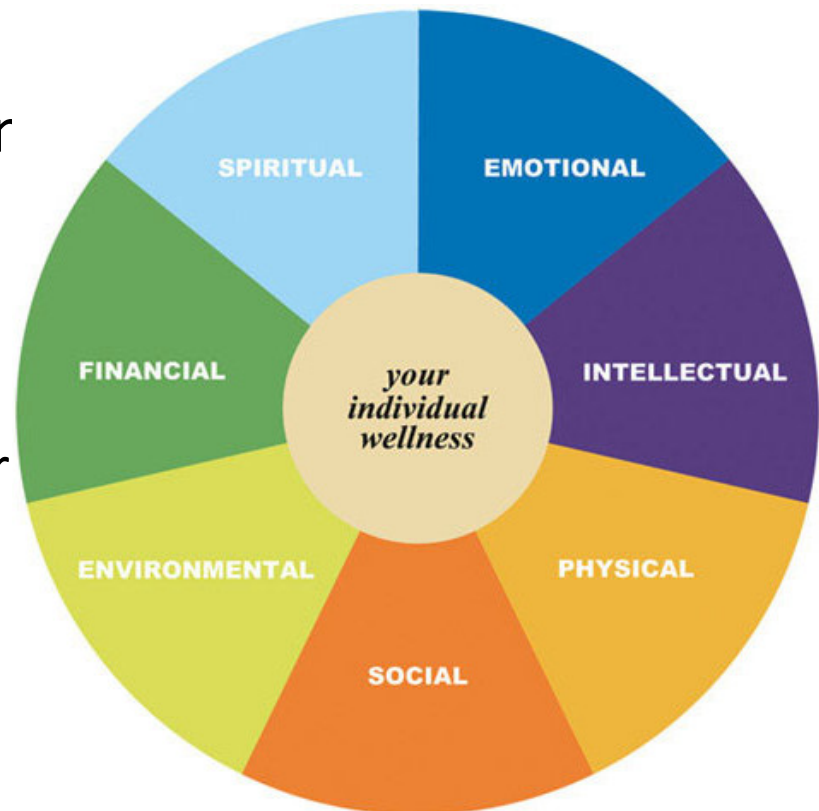 r
r
SPIRITUAL
EMOTIONAL
FINANCIAL
your
individual
wellness
INTELLECTUAL
ENVIRONMENTAL
PHYSICAL
SOCIAL